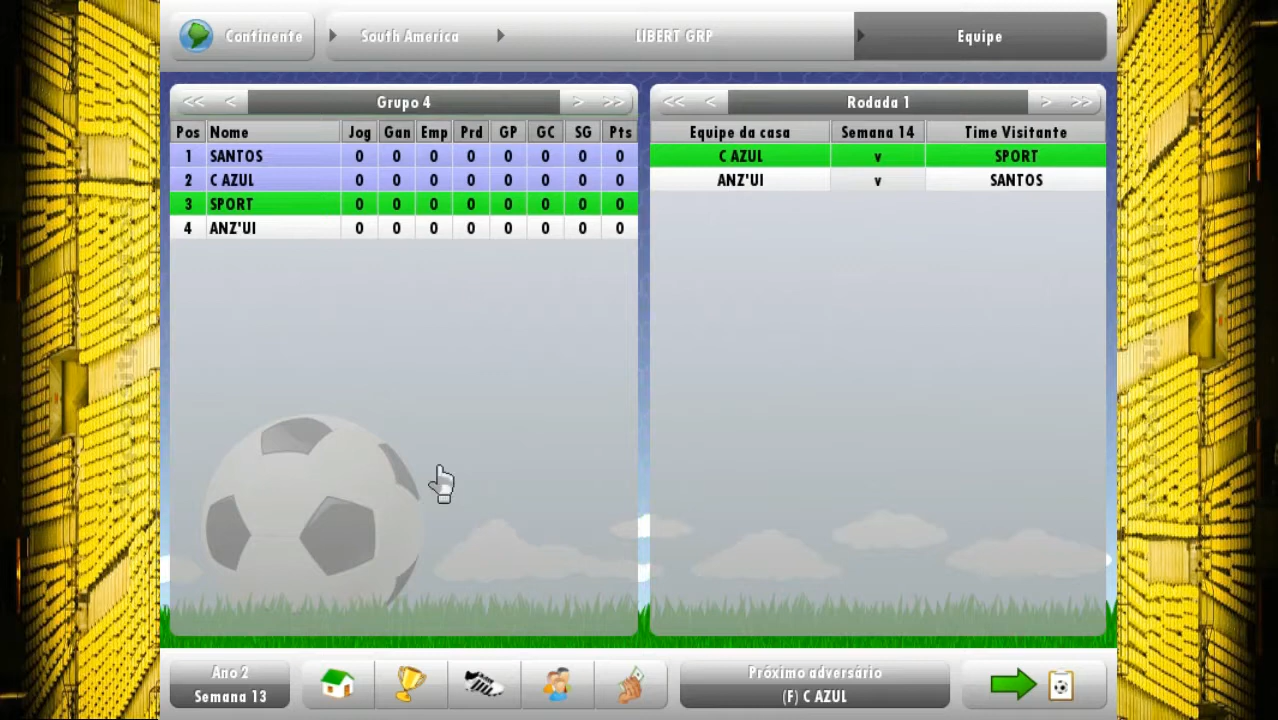 Continente South America LIBERT GRP Equipe
<< < Grupo 4 > >>
Pos Nome Jog Gan Emp Prd GP GC SG Pts
1 SANTOS 0 0 0 0 0 0 0 0
2 C AZUL 0 0 0 0 0 0 0 0
3 SPORT 0 0 0 0 0 0 0 0
4 ANZ'UI 0 0 0 0 0 0 0 0
<< < Rodada 1 > >>
Equipe da casa Semana 14 Time Visitante
C AZUL v SPORT
ANZ'UI v SANTOS
Ano 2
Semana 13
Próximo adversário
(F) C AZUL